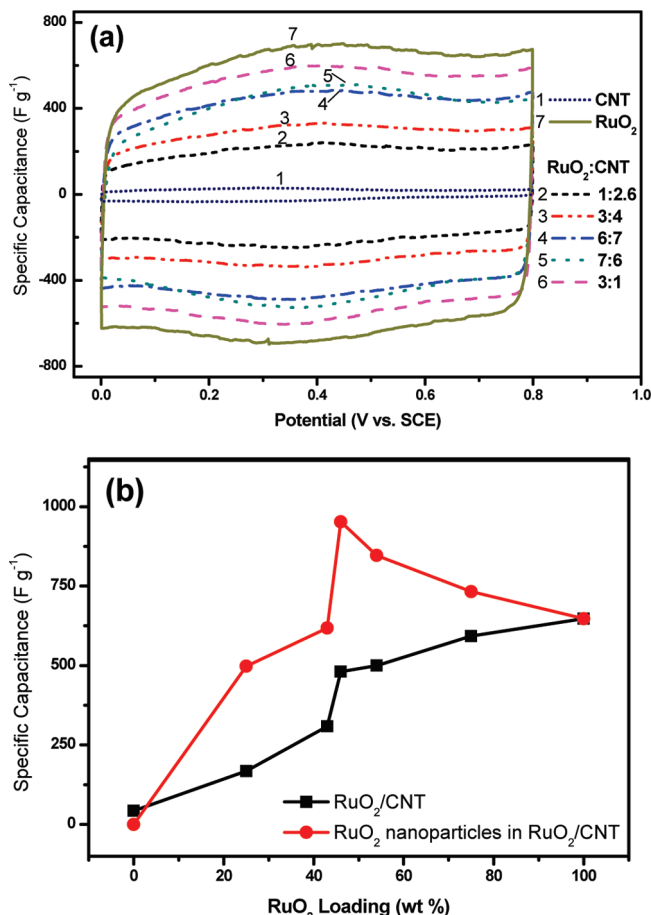 (a)
Specific Capacitance (F g⁻¹)
800
400
0
-400
-800
7
6
5
4
3
2
1
1 CNT
7 RuO₂
RuO₂:CNT
2 1:2.6
3 3:4
4 6:7
5 7:6
6 3:1
0.0 0.2 0.4 0.6 0.8 1.0
Potential (V vs. SCE)
(b)
Specific Capacitance (F g⁻¹)
1000
750
500
250
0
RuO₂/CNT
RuO₂ nanoparticles in RuO₂/CNT
0 20 40 60 80 100
RuO₂ Loading (wt %)